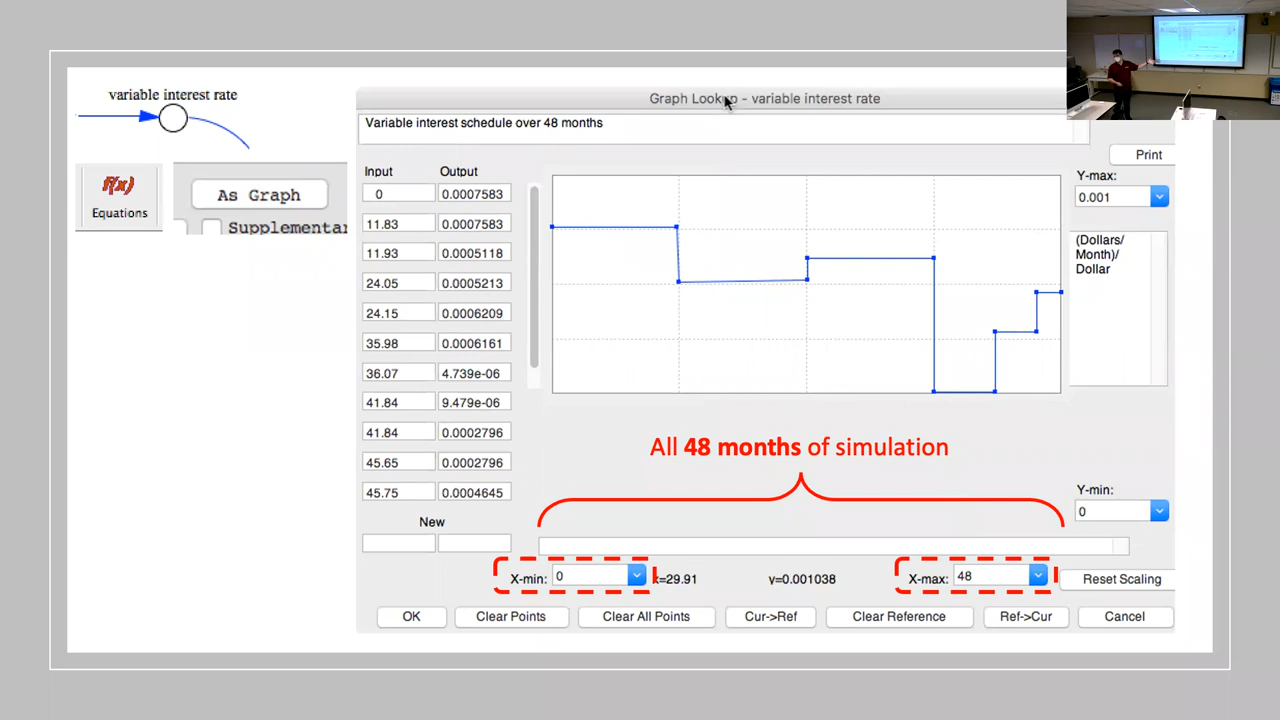 variable interest rate
f(x)
Equations
As Graph
Supplementar
Graph Lookup - variable interest rate
Variable interest schedule over 48 months
Print
Input Output
0 0.0007583
11.83 0.0007583
11.93 0.0005118
24.05 0.0005213
24.15 0.0006209
35.98 0.0006161
36.07 4.739e-06
41.84 9.479e-06
41.84 0.0002796
45.65 0.0002796
45.75 0.0004645
New
Y-max:
0.001
(Dollars/
Month)/
Dollar
All 48 months of simulation
Y-min:
0
X-min: 0 x=29.91 y=0.001038 X-max: 48 Reset Scaling
OK Clear Points Clear All Points Cur->Ref Clear Reference Ref->Cur Cancel